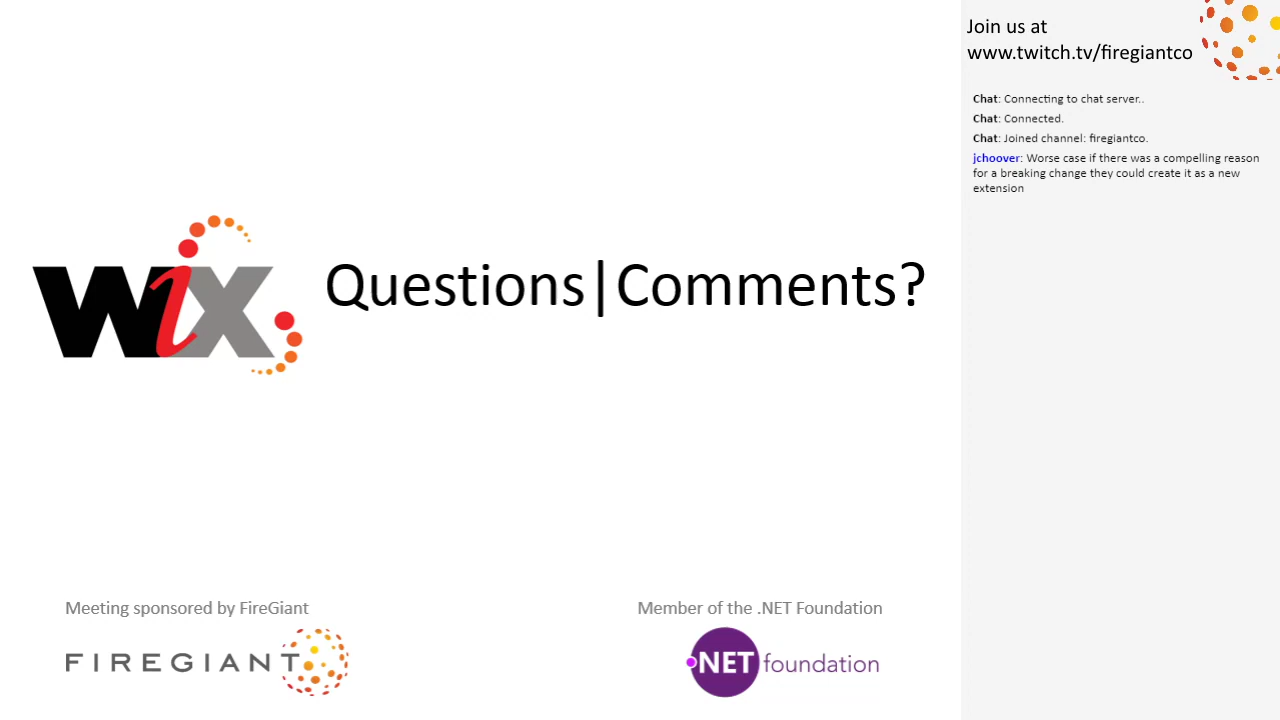 WiX
Questions|Comments?
Meeting sponsored by FireGiant
FIREGIANT
Member of the .NET Foundation
.NET foundation
Join us at
www.twitch.tv/firegiantco
Chat: Connecting to chat server..
Chat: Connected.
Chat: Joined channel: firegiantco.
jchoover: Worse case if there was a compelling reason
for a breaking change they could create it as a new
extension